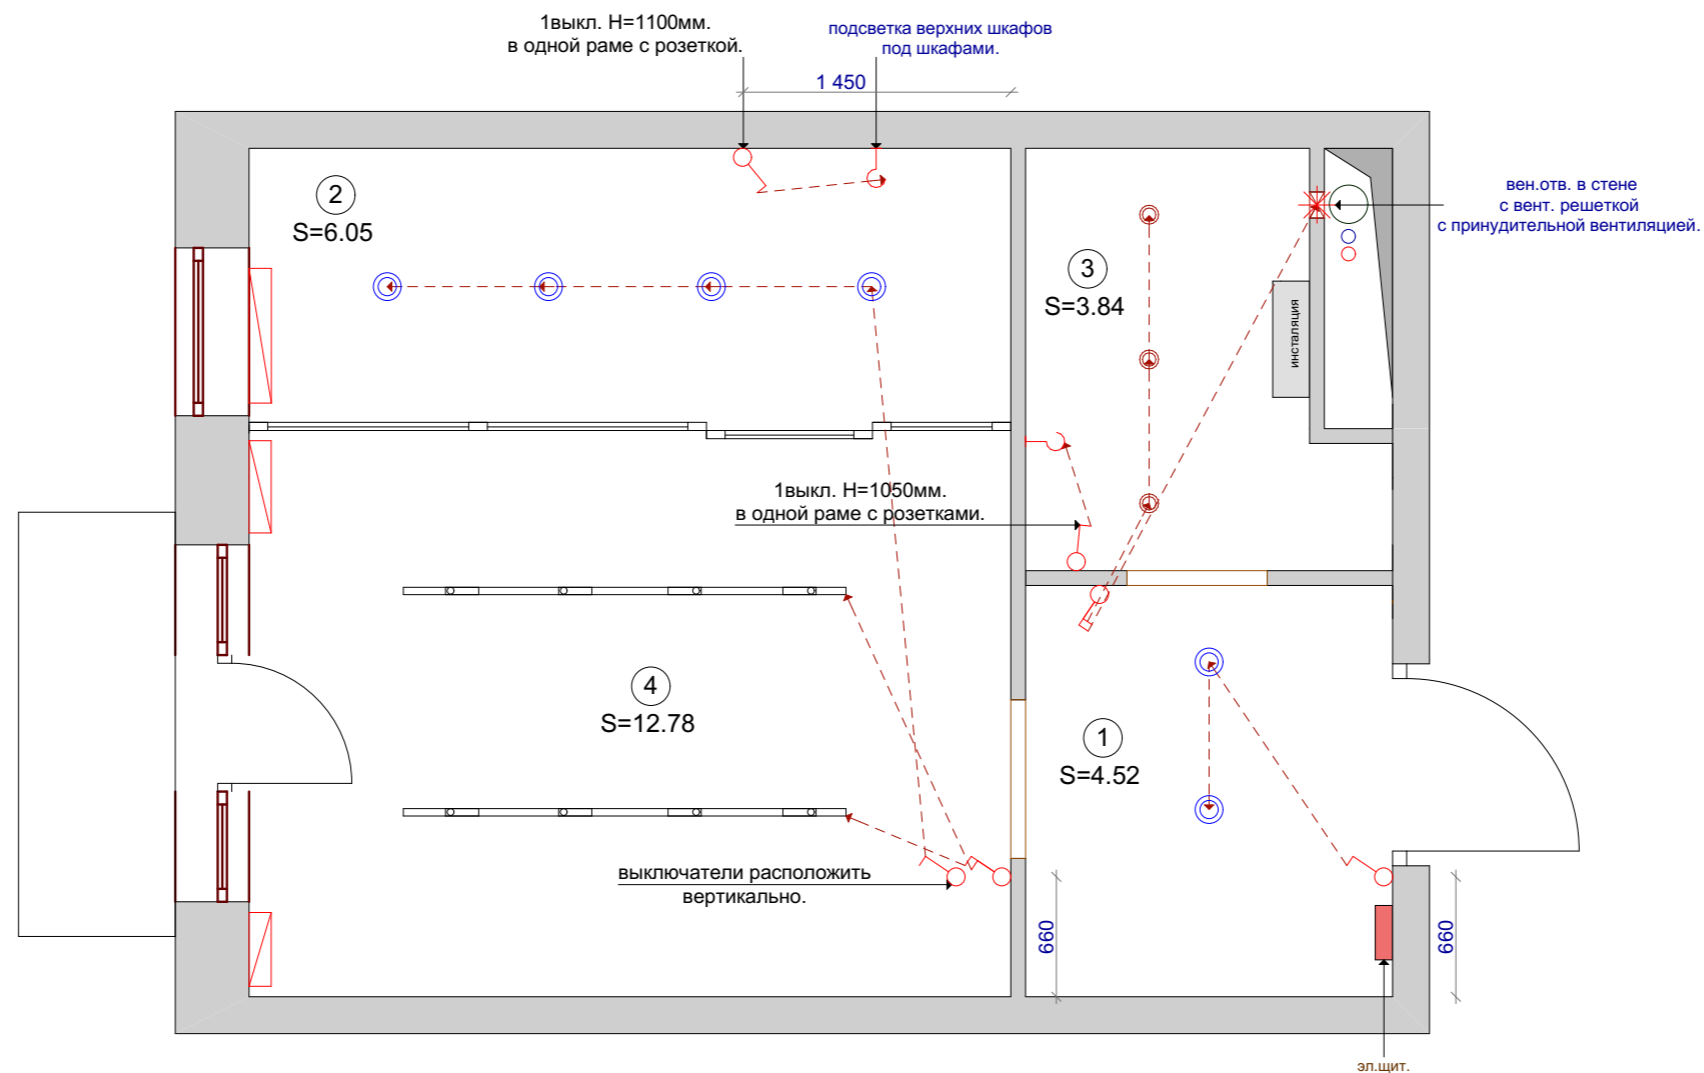 1выкл. H=1100мм.
в одной раме с розеткой.
подсветка верхних шкафов
под шкафами.
1 450
2
S=6.05
вен.отв. в стене
с вент. решеткой
с принудительной вентиляцией.
3
S=3.84
инсталяция
1выкл. H=1050мм.
в одной раме с розетками.
4
S=12.78
1
S=4.52
выключатели расположить
вертикально.
660
660
эл.щит.